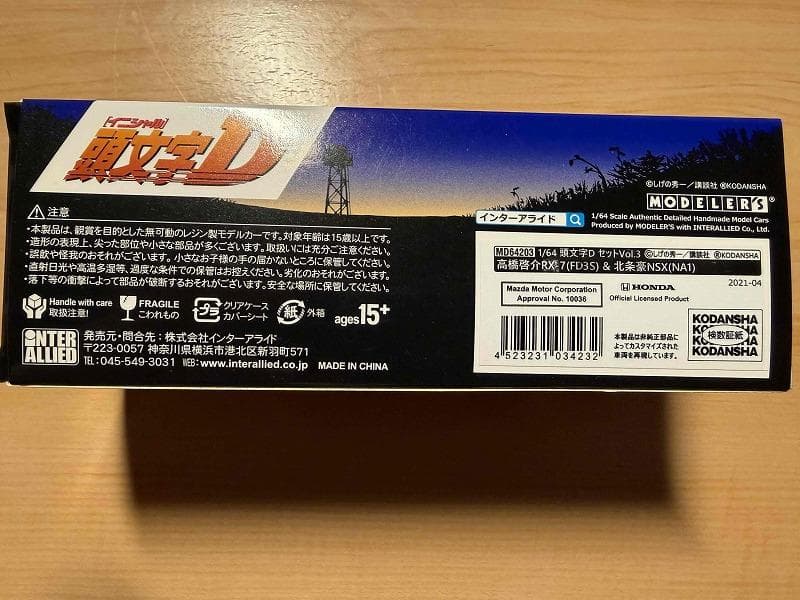 [イニシャル]
頭文字D
⚠注意
・本製品は、観賞を目的とした無可動のレジン製モデルカーです。対象年齢は15歳以上です。
・造形の表現上、尖った部位や小さな部品が多くございます。取扱いには充分ご注意ください。
・誤飲や怪我のおそれがございます。小さなお子様の手の届かないところに保管してください。
・直射日光や高温多湿等、過度な条件での保管はお控えください。劣化のおそれがございます。
・落下等の衝撃によって部品が破断するおそれがございます。安全な場所に保管してください。
Handle with care
取扱注意!
FRAGILE
こわれもの
プラ
クリアケース
カバーシート
紙
外箱
ages15+
INTER
ALLIED
発売元・問合先:株式会社インターアライド
〒223-0057 神奈川県横浜市港北区新羽町571
TEL:045-549-3031 WEB:www.interallied.co.jp MADE IN CHINA
©しげの秀一/講談社 ®KODANSHA
MODELER'S
インターアライド
1/64 Scale Authentic Detailed Handmade Model Cars
Produced by MODELER'S with INTERALLIED Co., Ltd.
MD64203 1/64 頭文字D セットVol.3 ©しげの秀一/講談社 ®KODANSHA
高橋啓介RX-7(FD3S) & 北条豪NSX(NA1)
2021-04
Mazda Motor Corporation
Approval No. 10036
HONDA
Official Licensed Product
4 523231 034232
本製品は非純正部品に
よってカスタマイズされた
車両を再現しています。
KODANSHA
KODANSHA
検数証紙
KODANSHA
KODANSHA